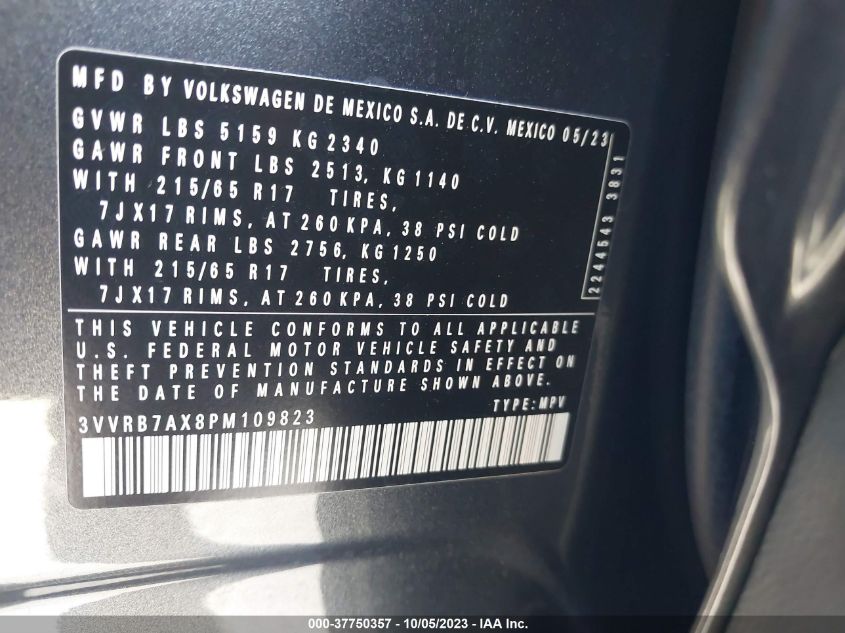 MFD BY VOLKSWAGEN DE MEXICO S.A. DE C.V. MEXICO 05/23
GVWR LBS 5159 KG 2340
GAWR FRONT LBS 2513, KG 1140
WITH 215/65 R17 TIRES,
7JX17 RIMS, AT 260 KPA, 38 PSI COLD
GAWR REAR LBS 2756, KG 1250
WITH 215/65 R17 TIRES,
7JX17 RIMS, AT 260 KPA, 38 PSI COLD
2244543 3831
THIS VEHICLE CONFORMS TO ALL APPLICABLE
U.S. FEDERAL MOTOR VEHICLE SAFETY AND
THEFT PREVENTION STANDARDS IN EFFECT ON
THE DATE OF MANUFACTURE SHOWN ABOVE.
3VVRB7AX8PM109823 TYPE: MPV
000-37750357 - 10/05/2023 - IAA Inc.